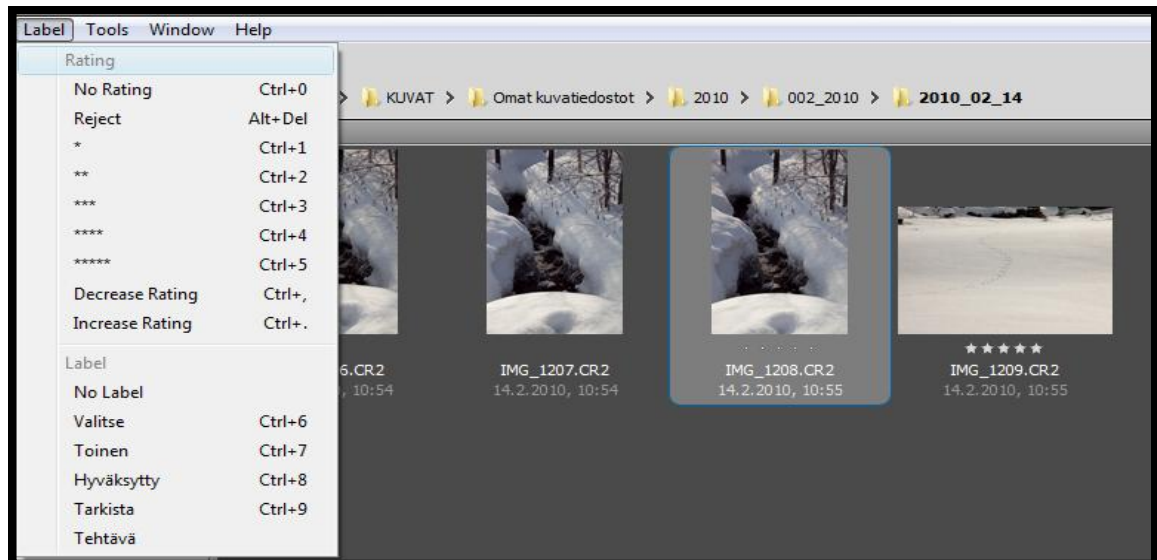 Label Tools Window Help
Rating
No Rating Ctrl+0
Reject Alt+Del
* Ctrl+1
** Ctrl+2
*** Ctrl+3
**** Ctrl+4
***** Ctrl+5
Decrease Rating Ctrl+,
Increase Rating Ctrl+.
Label
No Label
Valitse Ctrl+6
Toinen Ctrl+7
Hyväksytty Ctrl+8
Tarkista Ctrl+9
Tehtävä
> KUVAT > Omat kuvatiedostot > 2010 > 002_2010 > 2010_02_14
★★★★★
6.CR2 IMG_1207.CR2 IMG_1208.CR2 IMG_1209.CR2
, 10:54 14.2.2010, 10:54 14.2.2010, 10:55 14.2.2010, 10:55